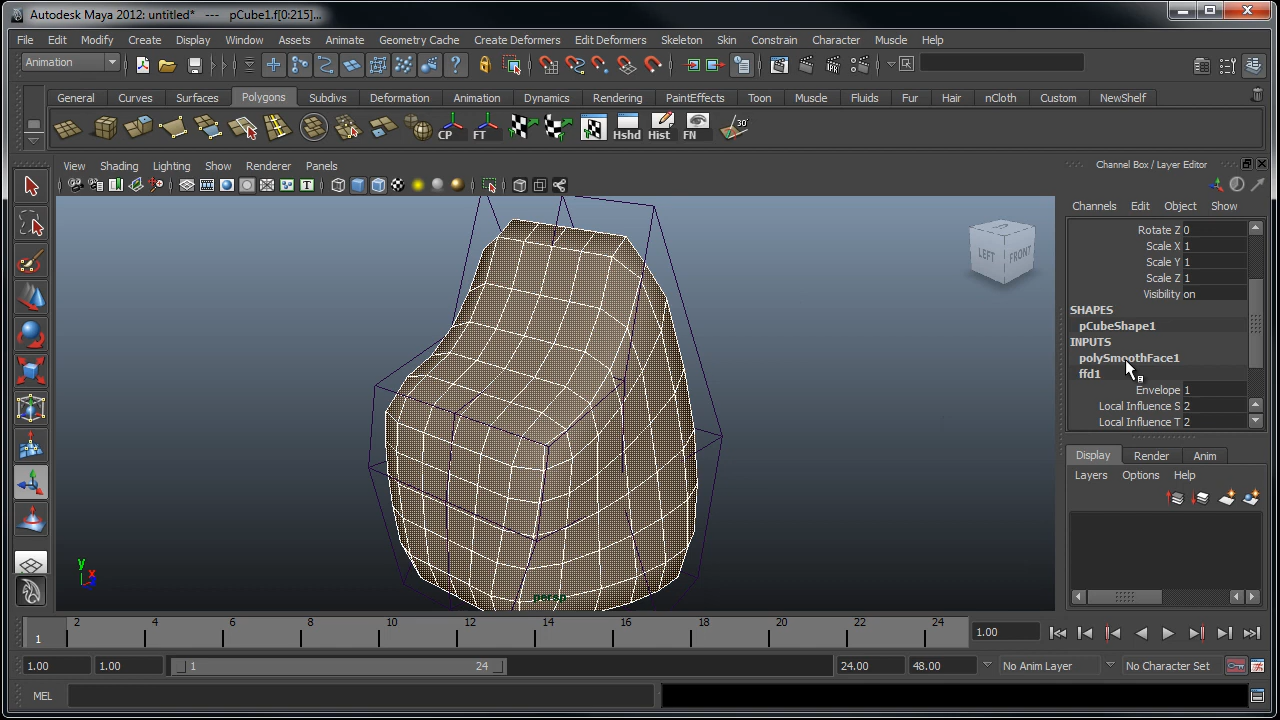 Autodesk Maya 2012: untitled* --- pCube1.f[0:215]...
File Edit Modify Create Display Window Assets Animate Geometry Cache Create Deformers Edit Deformers Skeleton Skin Constrain Character Muscle Help
Animation
General Curves Surfaces Polygons Subdivs Deformation Animation Dynamics Rendering PaintEffects Toon Muscle Fluids Fur Hair nCloth Custom NewShelf
CP FT Hshd Hist FN 30°
View Shading Lighting Show Renderer Panels
Channel Box / Layer Editor
Channels Edit Object Show
Rotate Z 0
Scale X 1
Scale Y 1
Scale Z 1
Visibility on
SHAPES
pCubeShape1
INPUTS
polySmoothFace1
ffd1
Envelope 1
Local Influence S 2
Local Influence T 2
LEFT FRONT
Display Render Anim
Layers Options Help
y
x
persp
1 2 4 6 8 10 12 14 16 18 20 22 24 1.00
1.00 1.00 1 24 24.00 48.00 No Anim Layer No Character Set
MEL